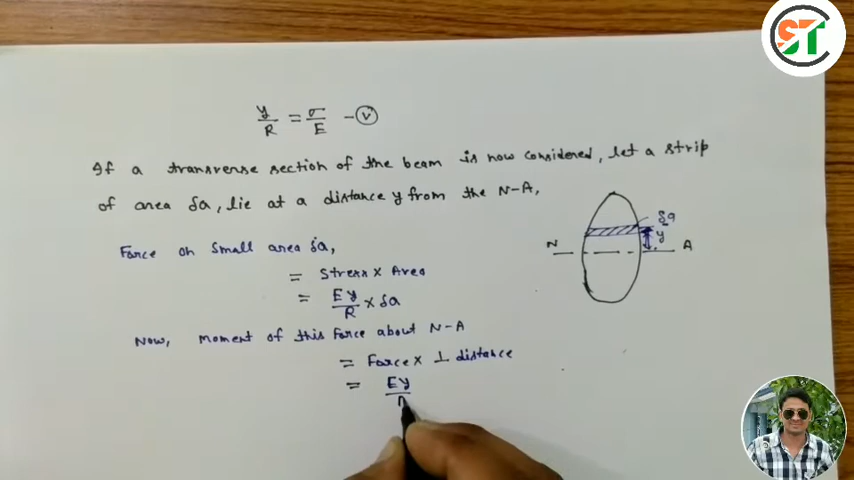 y/R = σ/E - (v)
If a transverse section of the beam is now considered, let a strip
of area δa, lie at a distance y from the N-A,
Force on small area δa,
= Stress × Area
= Ey/R × δa
Now, moment of this Force about N-A
= Force × ⊥ distance
= Ey/R
δa
y
N
A
ST